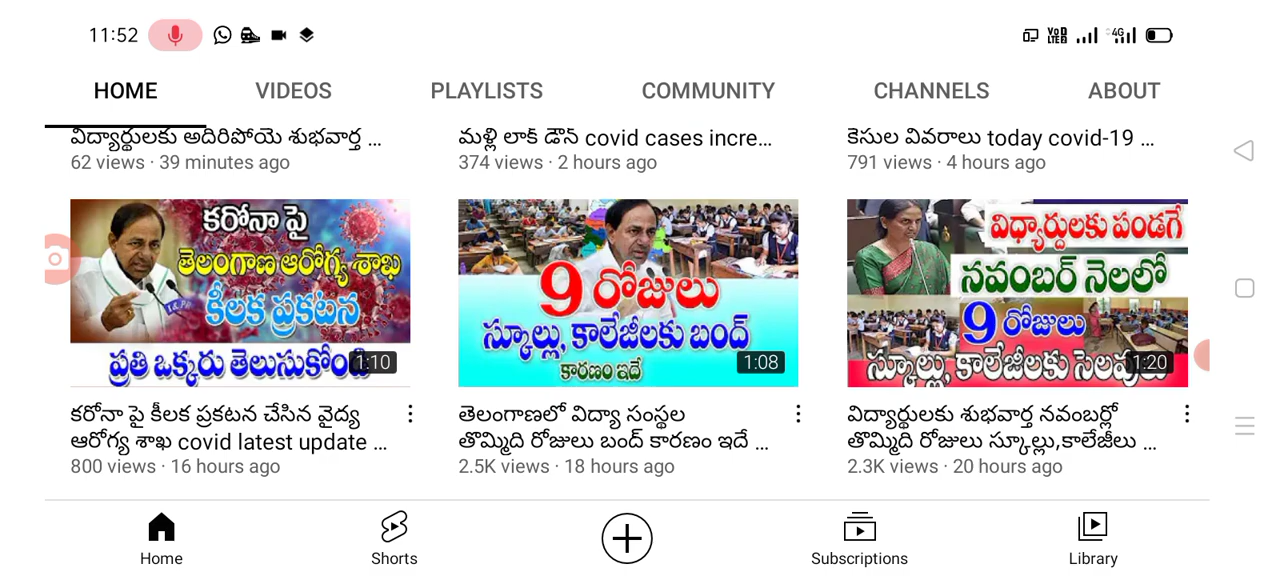 11:52
VoD LTE2 4G
HOME VIDEOS PLAYLISTS COMMUNITY CHANNELS ABOUT
విద్యార్థులకు అదిరిపోయె శుభవార్త ...
62 views · 39 minutes ago
మళ్లి లాక్ డౌన్ covid cases incre...
374 views · 2 hours ago
కెసుల వివరాలు today covid-19 ...
791 views · 4 hours ago
కరోనా పై
తెలంగాణ ఆరోగ్య శాఖ
కీలక ప్రకటన
ప్రతి ఒక్కరు తెలుసుకోండి
1:10
కరోనా పై కీలక ప్రకటన చేసిన వైద్య
ఆరోగ్య శాఖ covid latest update ...
800 views · 16 hours ago
9 రోజులు
స్కూల్లు, కాలేజీలకు బంద్
కారణం ఇదే
1:08
తెలంగాణలో విద్యా సంస్థల
తొమ్మిది రోజులు బంద్ కారణం ఇదే ...
2.5K views · 18 hours ago
విధ్యార్దులకు పండగే
నవంబర్ నెలలో
9 రోజులు
స్కూల్లు, కాలేజీలకు సెలవులు
1:20
విద్యార్థులకు శుభవార్త నవంబర్లో
తొమ్మిది రోజులు స్కూల్లు,కాలేజీలు ...
2.3K views · 20 hours ago
Home Shorts Subscriptions Library